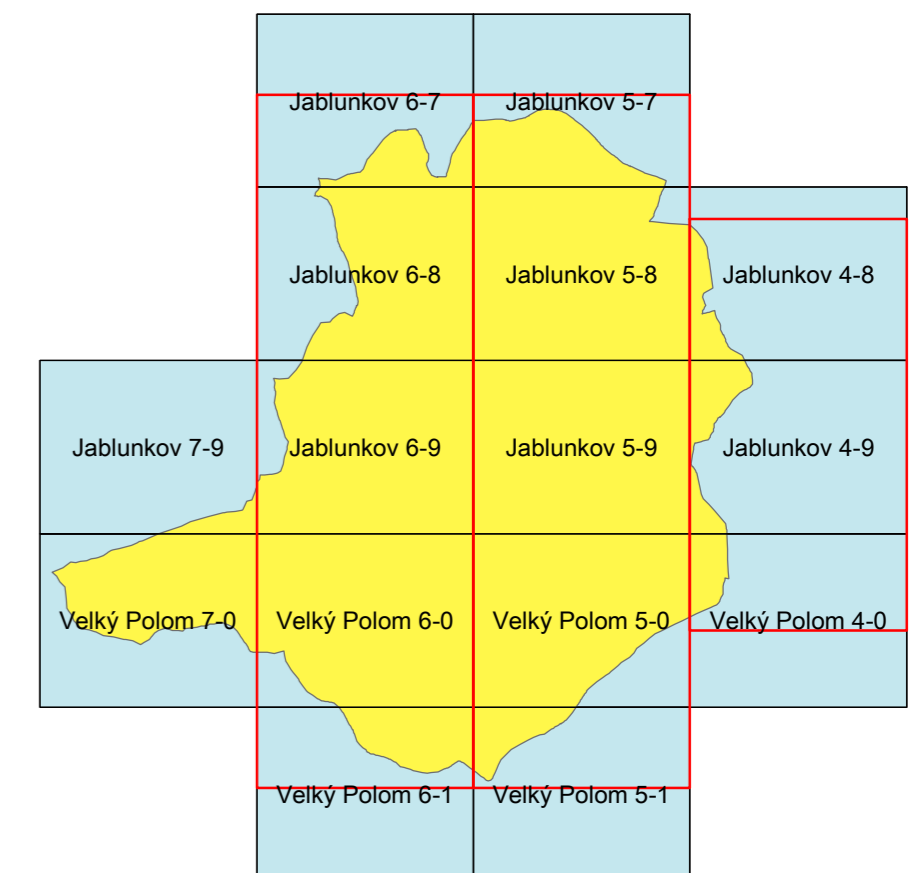 Jablunkov 6-7 Jablunkov 5-7
Jablunkov 6-8 Jablunkov 5-8 Jablunkov 4-8
Jablunkov 7-9 Jablunkov 6-9 Jablunkov 5-9 Jablunkov 4-9
Velký Polom 7-0 Velký Polom 6-0 Velký Polom 5-0 Velký Polom 4-0
Velký Polom 6-1 Velký Polom 5-1